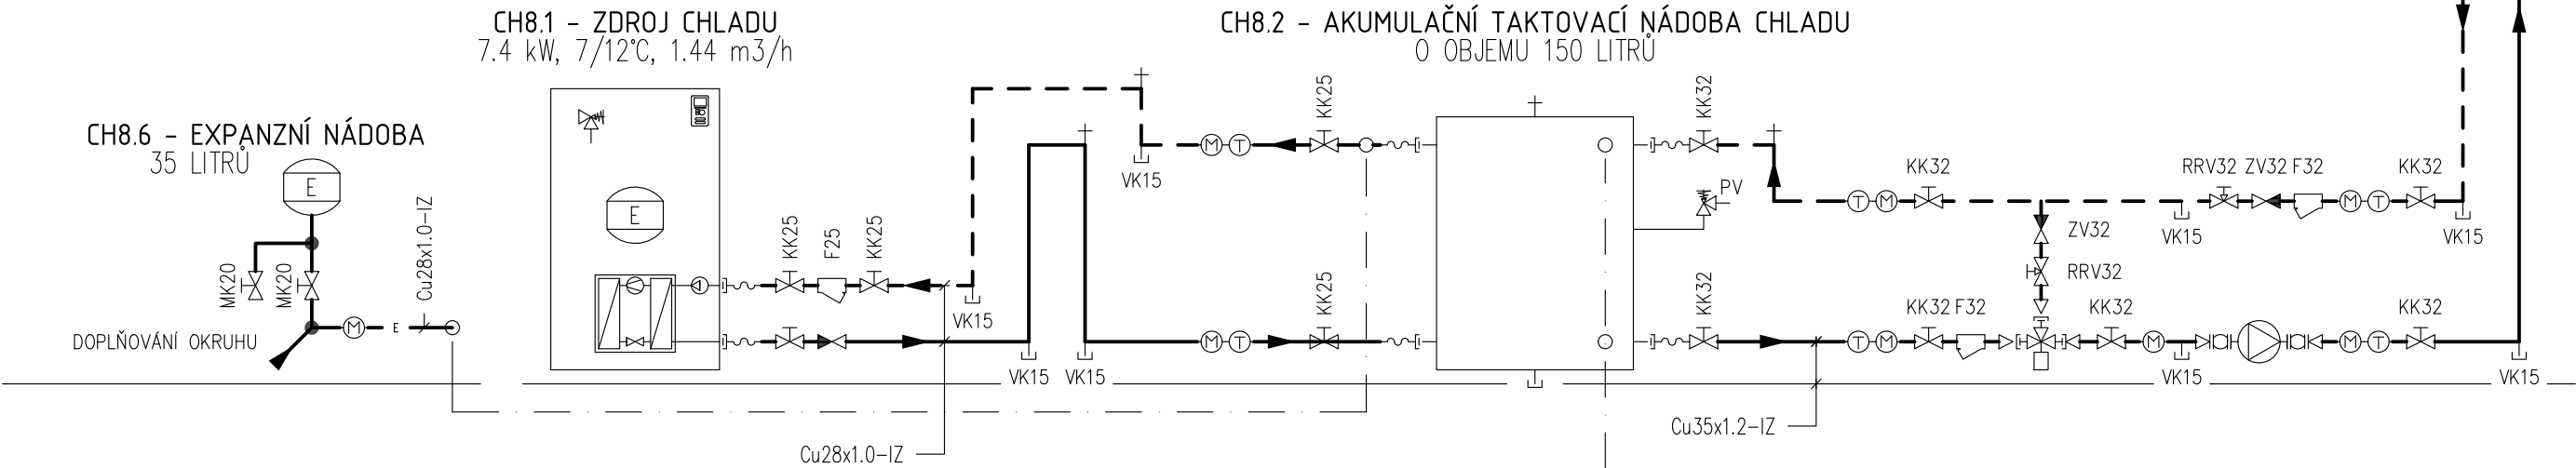 CH8.1 - ZDROJ CHLADU
7.4 kW, 7/12°C, 1.44 m3/h
CH8.2 - AKUMULAČNÍ TAKTOVACÍ NÁDOBA CHLADU
O OBJEMU 150 LITRŮ
CH8.6 - EXPANZNÍ NÁDOBA
35 LITRŮ
E
MK20
MK20
Cu28x1.0-IZ
M
E
DOPLŇOVÁNÍ OKRUHU
E
KK25
F25
KK25
VK15
VK15
VK15
Cu28x1.0-IZ
VK15
M
T
KK25
M
T
KK25
KK32
PV
KK32
T
M
KK32
VK15
RRV32
ZV32
F32
M
T
KK32
VK15
ZV32
RRV32
Cu35x1.2-IZ
T
M
KK32
F32
KK32
M
VK15
M
T
KK32
VK15